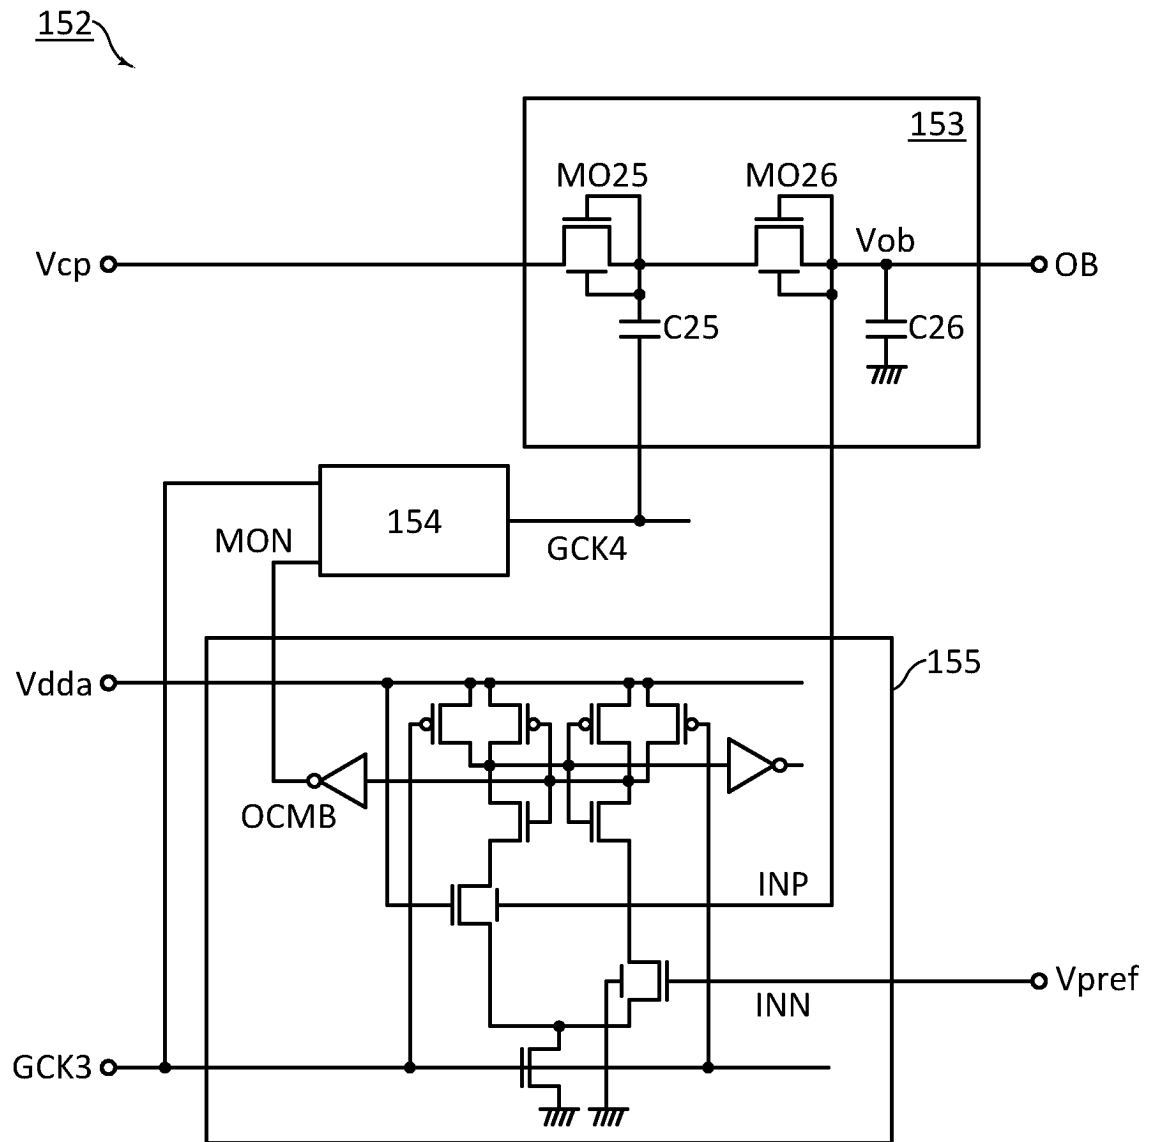 152
153
MO25
MO26
Vcp
Vob
OB
C25
C26
154
MON
GCK4
155
Vdda
OCMB
INP
Vpref
INN
GCK3